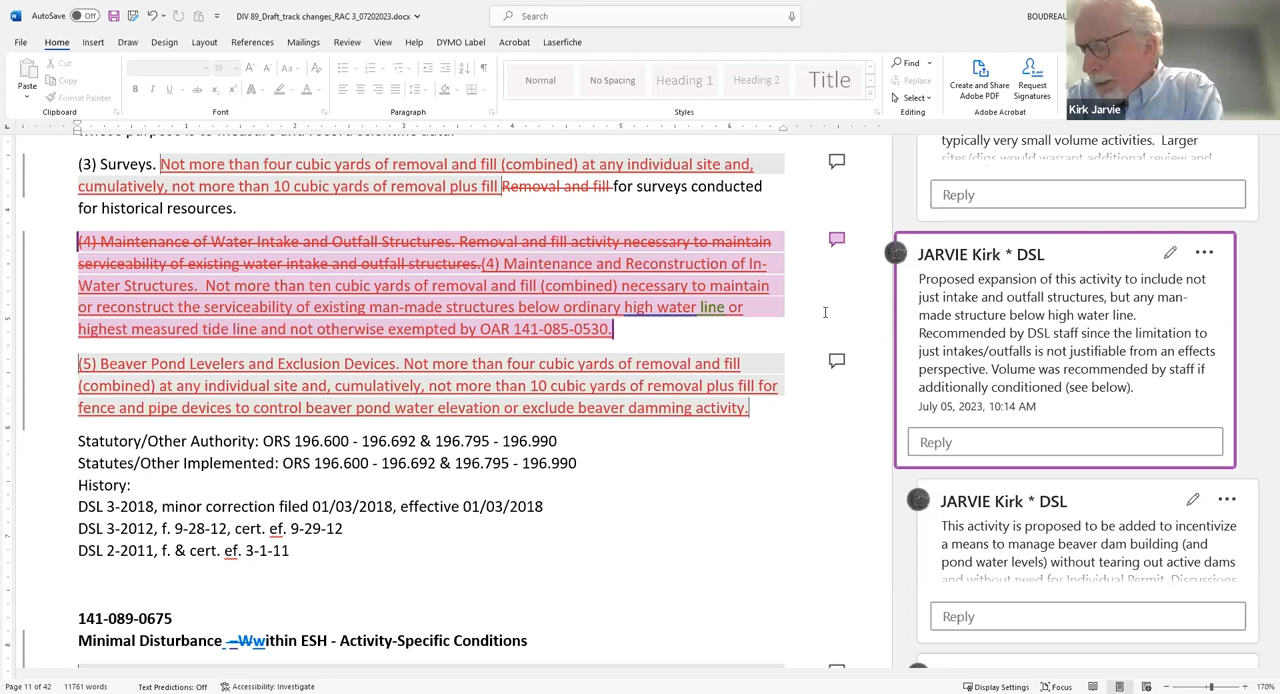 AutoSave Off DIV 89_Draft_track changes_RAC 3_07202023.docx Search BOUDREAU
File Home Insert Draw Design Layout References Mailings Review View Help DYMO Label Acrobat Laserfiche
Paste Cut Copy Format Painter Clipboard
10 Font
Paragraph
Normal No Spacing Heading 1 Heading 2 Title Styles
Find Replace Select Editing
Create and Share Adobe PDF Request Signatures Adobe Acrobat
Kirk Jarvie
(3) Surveys. Not more than four cubic yards of removal and fill (combined) at any individual site and,
cumulatively, not more than 10 cubic yards of removal plus fill Removal and fill for surveys conducted
for historical resources.
(4) Maintenance of Water Intake and Outfall Structures. Removal and fill activity necessary to maintain
serviceability of existing water intake and outfall structures.(4) Maintenance and Reconstruction of In-
Water Structures. Not more than ten cubic yards of removal and fill (combined) necessary to maintain
or reconstruct the serviceability of existing man-made structures below ordinary high water line or
highest measured tide line and not otherwise exempted by OAR 141-085-0530.
(5) Beaver Pond Levelers and Exclusion Devices. Not more than four cubic yards of removal and fill
(combined) at any individual site and, cumulatively, not more than 10 cubic yards of removal plus fill for
fence and pipe devices to control beaver pond water elevation or exclude beaver damming activity.
Statutory/Other Authority: ORS 196.600 - 196.692 & 196.795 - 196.990
Statutes/Other Implemented: ORS 196.600 - 196.692 & 196.795 - 196.990
History:
DSL 3-2018, minor correction filed 01/03/2018, effective 01/03/2018
DSL 3-2012, f. 9-28-12, cert. ef. 9-29-12
DSL 2-2011, f. & cert. ef. 3-1-11
141-089-0675
Minimal Disturbance –Wwithin ESH - Activity-Specific Conditions
typically very small volume activities. Larger
sites/digs would warrant additional review and
Reply
JARVIE Kirk * DSL
Proposed expansion of this activity to include not
just intake and outfall structures, but any man-
made structure below high water line.
Recommended by DSL staff since the limitation to
just intakes/outfalls is not justifiable from an effects
perspective. Volume was recommended by staff if
additionally conditioned (see below).
July 05, 2023, 10:14 AM
Reply
JARVIE Kirk * DSL
This activity is proposed to be added to incentivize
a means to manage beaver dam building (and
pond water levels) without tearing out active dams
and without need for Individual Permit. Discussions
Reply
Page 11 of 42 11761 words Text Predictions: Off Accessibility: Investigate Display Settings Focus 170%